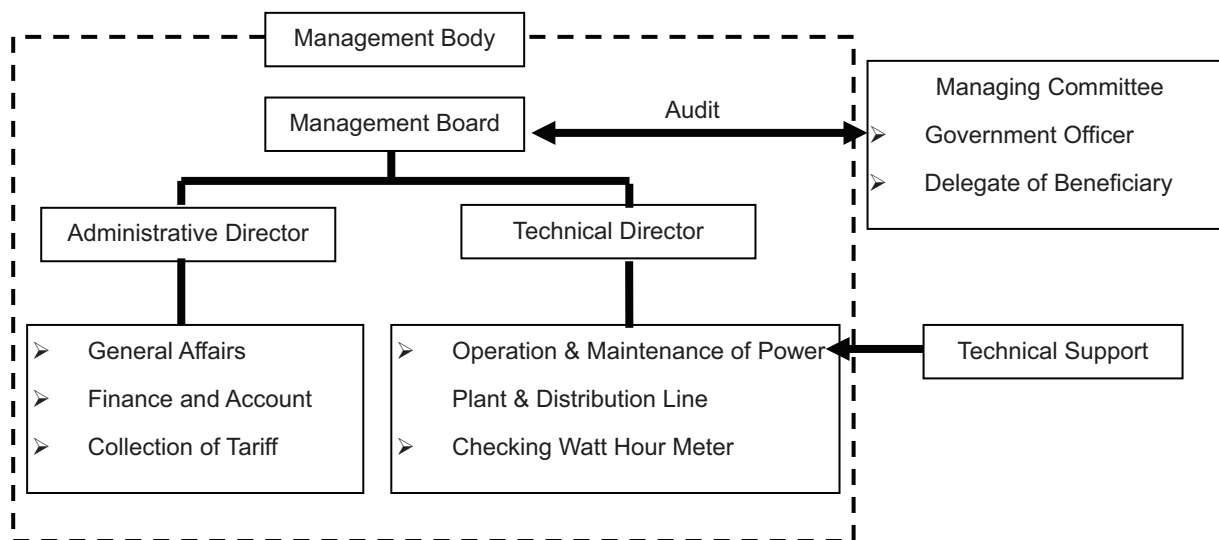 Management Body
Management Board
Audit
Managing Committee
➢ Government Officer
➢ Delegate of Beneficiary
Administrative Director
Technical Director
➢ General Affairs
➢ Finance and Account
➢ Collection of Tariff
➢ Operation & Maintenance of Power
Plant & Distribution Line
➢ Checking Watt Hour Meter
Technical Support